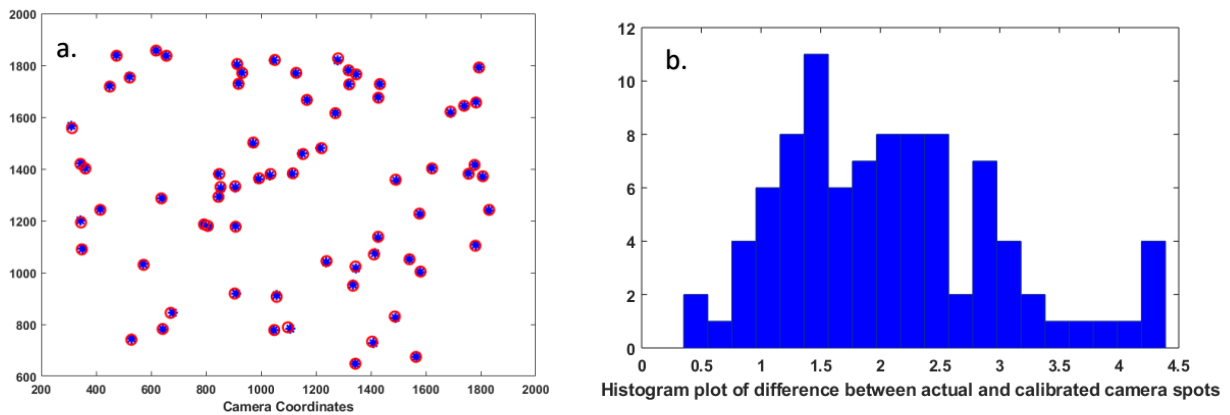 a.
2000
1800
1600
1400
1200
1000
800
600
200 400 600 800 1000 1200 1400 1600 1800 2000
Camera Coordinates
b.
12
10
8
6
4
2
0
0 0.5 1 1.5 2 2.5 3 3.5 4 4.5
Histogram plot of difference between actual and calibrated camera spots